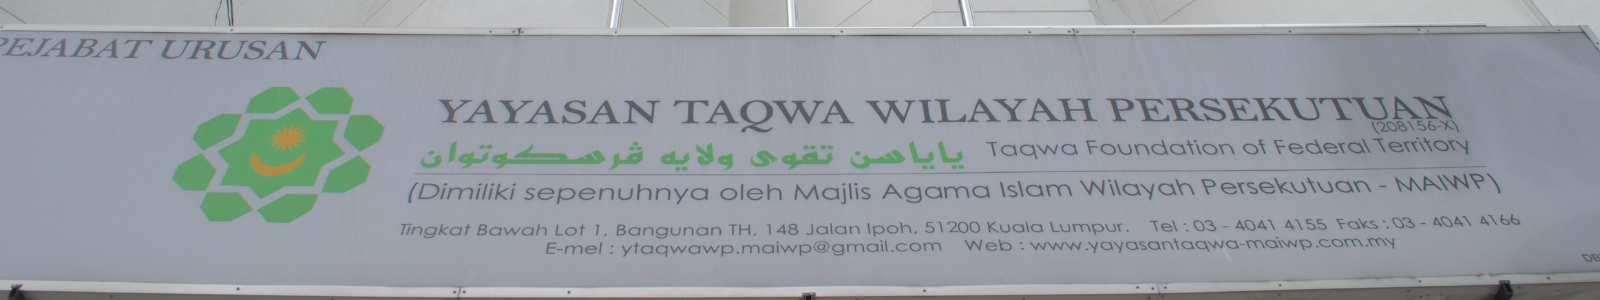 PEJABAT URUSAN
YAYASAN TAQWA WILAYAH PERSEKUTUAN
(208156-X)
ياياسن تقوى ولايه ڤرسكوتوان
Taqwa Foundation of Federal Territory
(Dimiliki sepenuhnya oleh Majlis Agama Islam Wilayah Persekutuan - MAIWP)
Tingkat Bawah Lot 1, Bangunan TH, 148 Jalan Ipoh, 51200 Kuala Lumpur. Tel : 03 - 4041 4155 Faks : 03 - 4041 4166
E-mel : ytaqwawp.maiwp@gmail.com Web : www.yayasantaqwa-maiwp.com.my